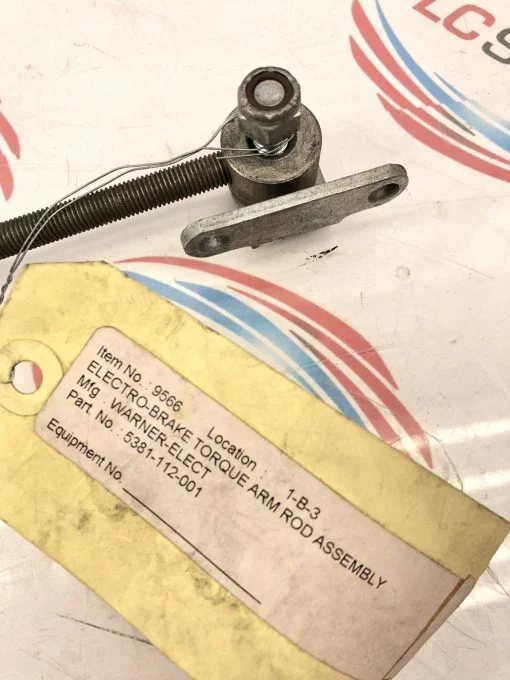 LCS
Item No. : 9566 Location : 1-B-3
ELECTRO-BRAKE TORQUE ARM ROD ASSEMBLY
Mfg : WARNER-ELECT
Part. No : 5381-112-001
Equipment No.